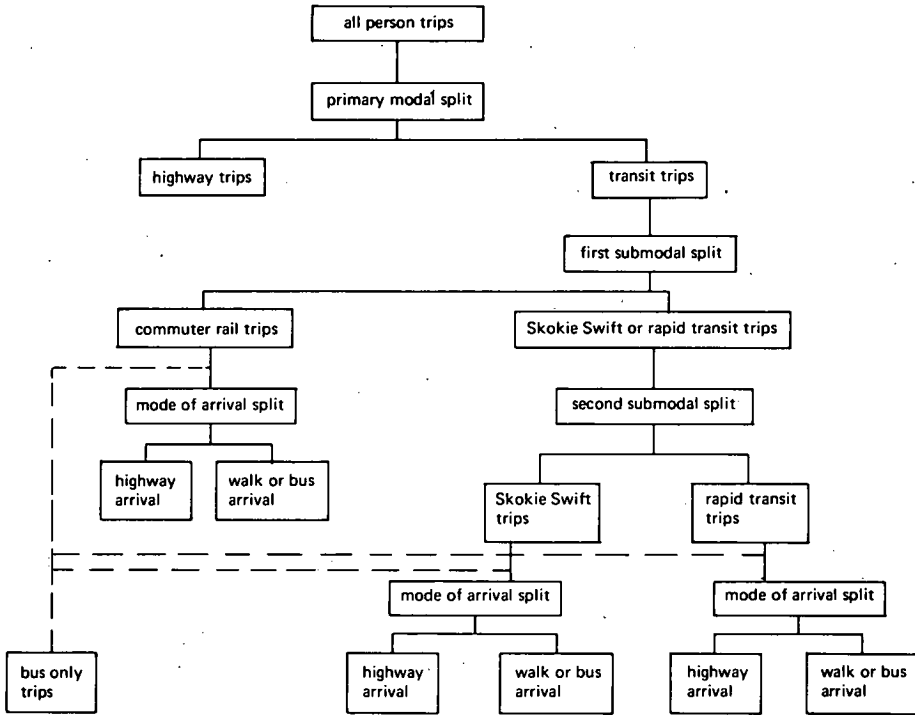 all person trips
primary modal split
highway trips
transit trips
first submodal split
commuter rail trips
Skokie Swift or rapid transit trips
mode of arrival split
second submodal split
highway
arrival
walk or bus
arrival
Skokie Swift
trips
rapid transit
trips
mode of arrival split
mode of arrival split
bus only
trips
highway
arrival
walk or bus
arrival
highway
arrival
walk or bus
arrival